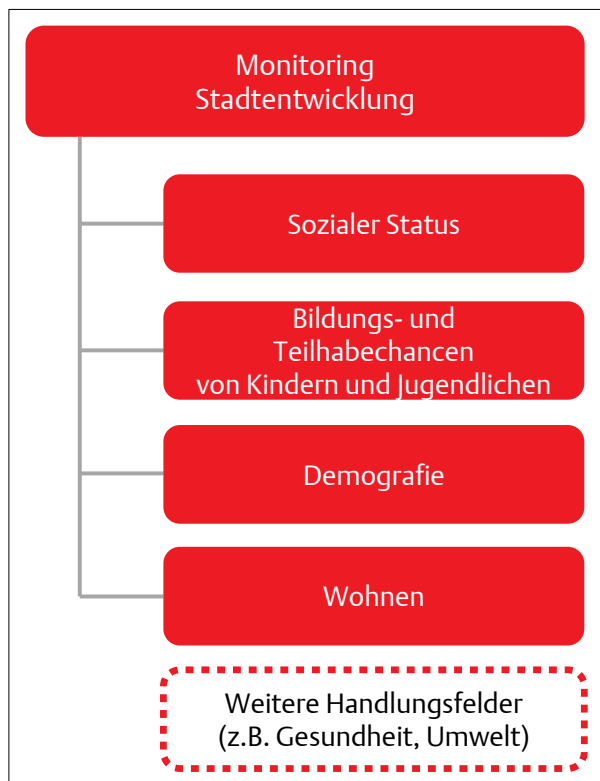 Monitoring
Stadtentwicklung
Sozialer Status
Bildungs- und
Teilhabechancen
von Kindern und Jugendlichen
Demografie
Wohnen
Weitere Handlungsfelder
(z.B. Gesundheit, Umwelt)